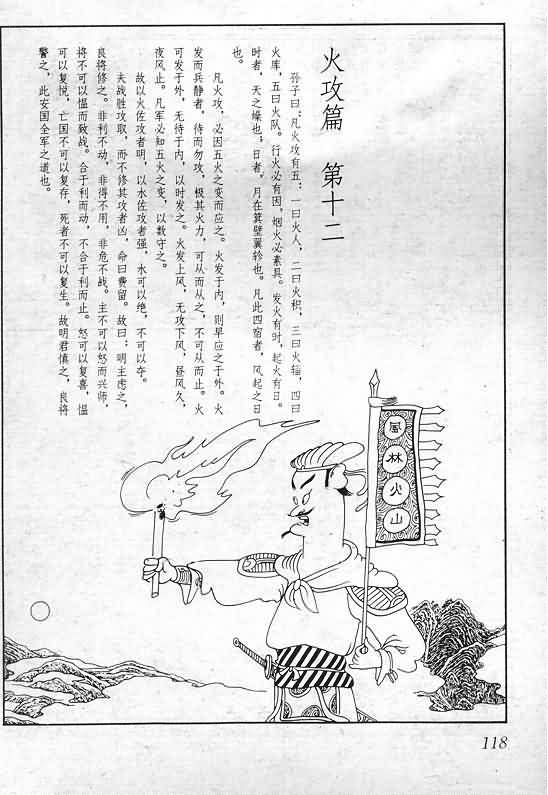 火攻篇 第十二
孙子曰：凡火攻有五：一曰火人，二曰火积，三曰火辎，四曰
火库，五曰火队。行火必有因，烟火必素具。发火有时，起火有日。
时者，天之燥也；日者，月在箕壁翼轸也。凡此四宿者，风起之日
也。
凡火攻，必因五火之变而应之。火发于内，则早应之于外。火
发而兵静者，待而勿攻，极其火力，可从而从之，不可从而止。火
可发于外，无待于内，以时发之。火发上风，无攻下风，昼风久，
夜风止。凡军必知五火之变，以数守之。
故以火佐攻者明，以水佐攻者强，水可以绝，不可以夺。
夫战胜攻取，而不修其攻者凶，命曰费留。故曰：明主虑之，
良将修之。非利不动，非得不用，非危不战。主不可以怒而兴师，
将不可以愠而致战。合于利而动，不合于利而止。怒可以复喜，愠
可以复悦，亡国不可以复存，死者不可以复生。故明君慎之，良将
警之，此安国全军之道也。
風
林
火
山
118